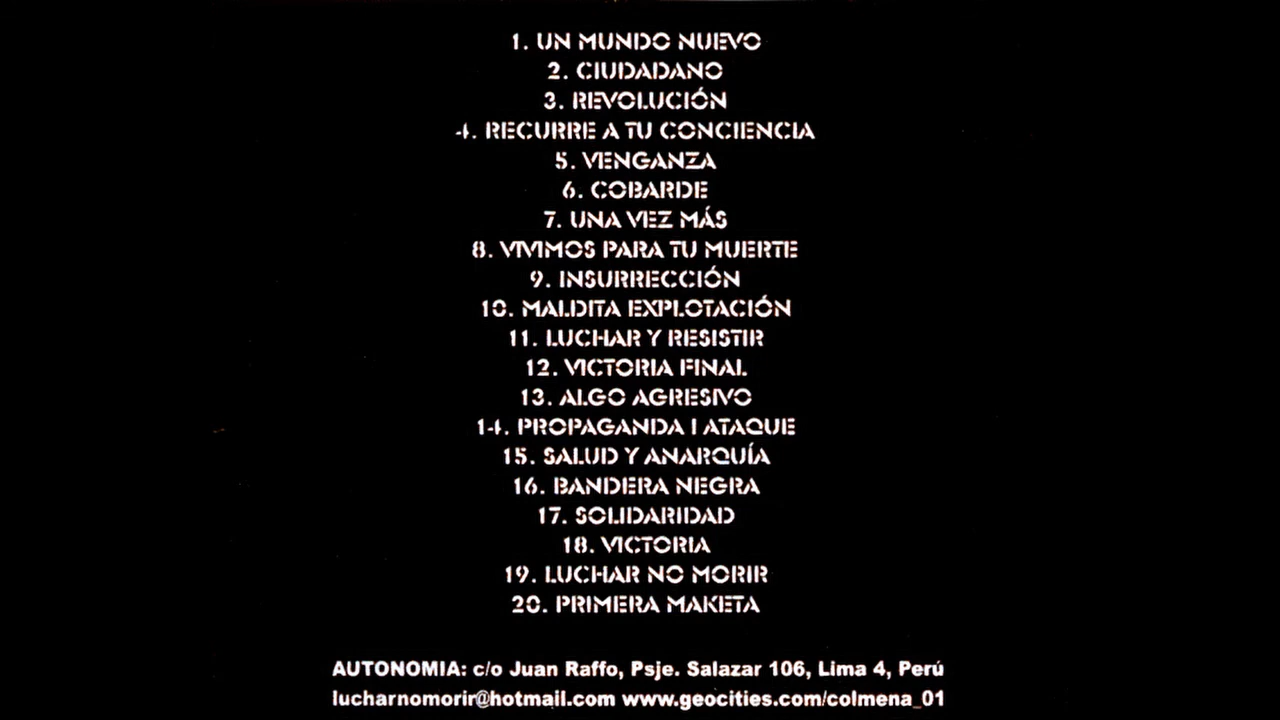 1. UN MUNDO NUEVO
2. CIUDADANO
3. REVOLUCIÓN
4. RECURRE A TU CONCIENCIA
5. VENGANZA
6. COBARDE
7. UNA VEZ MÁS
8. VIVIMOS PARA TU MUERTE
9. INSURRECCIÓN
10. MALDITA EXPLOTACIÓN
11. LUCHAR Y RESISTIR
12. VICTORIA FINAL
13. ALGO AGRESIVO
14. PROPAGANDA I ATAQUE
15. SALUD Y ANARQUÍA
16. BANDERA NEGRA
17. SOLIDARIDAD
18. VICTORIA
19. LUCHAR NO MORIR
20. PRIMERA MAKETA
AUTONOMIA: c/o Juan Raffo, Psje. Salazar 106, Lima 4, Perú
lucharnomorir@hotmail.com www.geocities.com/colmena_01